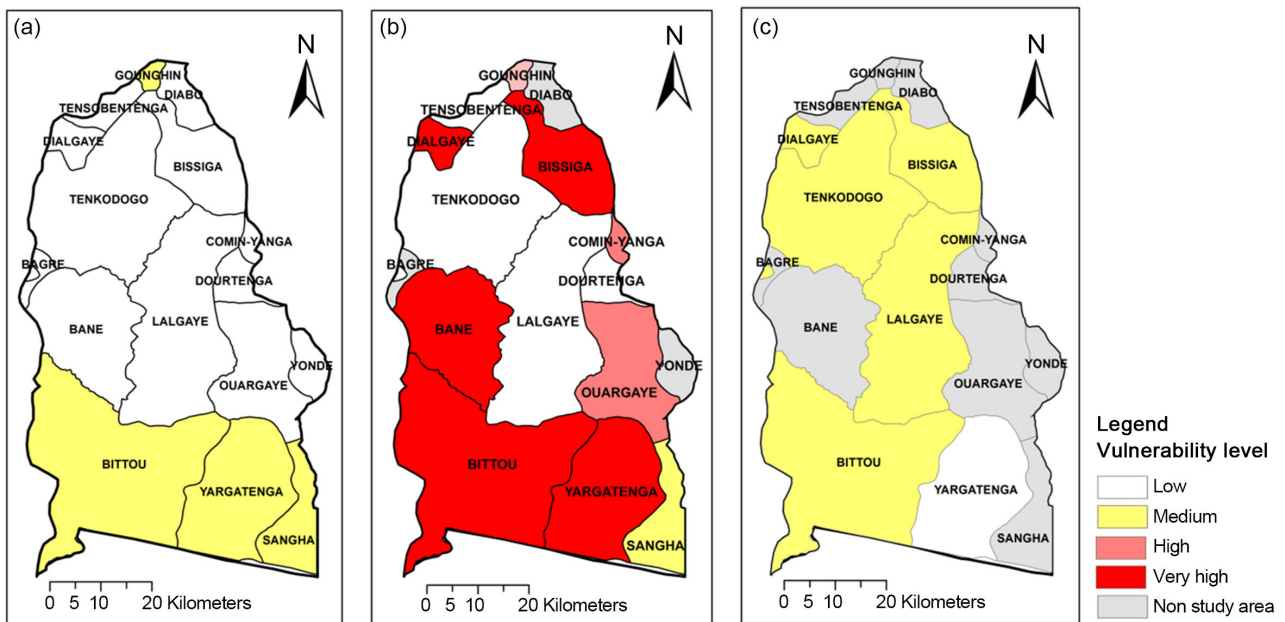 (a)
N
GOUNGHIN
DIABO
TENSOBENTENGA
DIALGAYE
BISSIGA
TENKODOGO
COMIN-YANGA
BAGRE
DOURTENGA
BANE
LALGAYE
YONDE
OUARGAYE
BITTOU
YARGATENGA
SANGHA
0 5 10 20 Kilometers
(b)
N
GOUNGHIN
DIABO
TENSOBENTENGA
DIALGAYE
BISSIGA
TENKODOGO
COMIN-YANGA
BAGRE
DOURTENGA
BANE
LALGAYE
YONDE
OUARGAYE
BITTOU
YARGATENGA
SANGHA
0 5 10 20 Kilometers
(c)
N
GOUNGHIN
DIABO
TENSOBENTENGA
DIALGAYE
BISSIGA
TENKODOGO
COMIN-YANGA
BAGRE
DOURTENGA
BANE
LALGAYE
YONDE
OUARGAYE
BITTOU
YARGATENGA
SANGHA
0 5 10 20 Kilometers
Legend
Vulnerability level
Low
Medium
High
Very high
Non study area